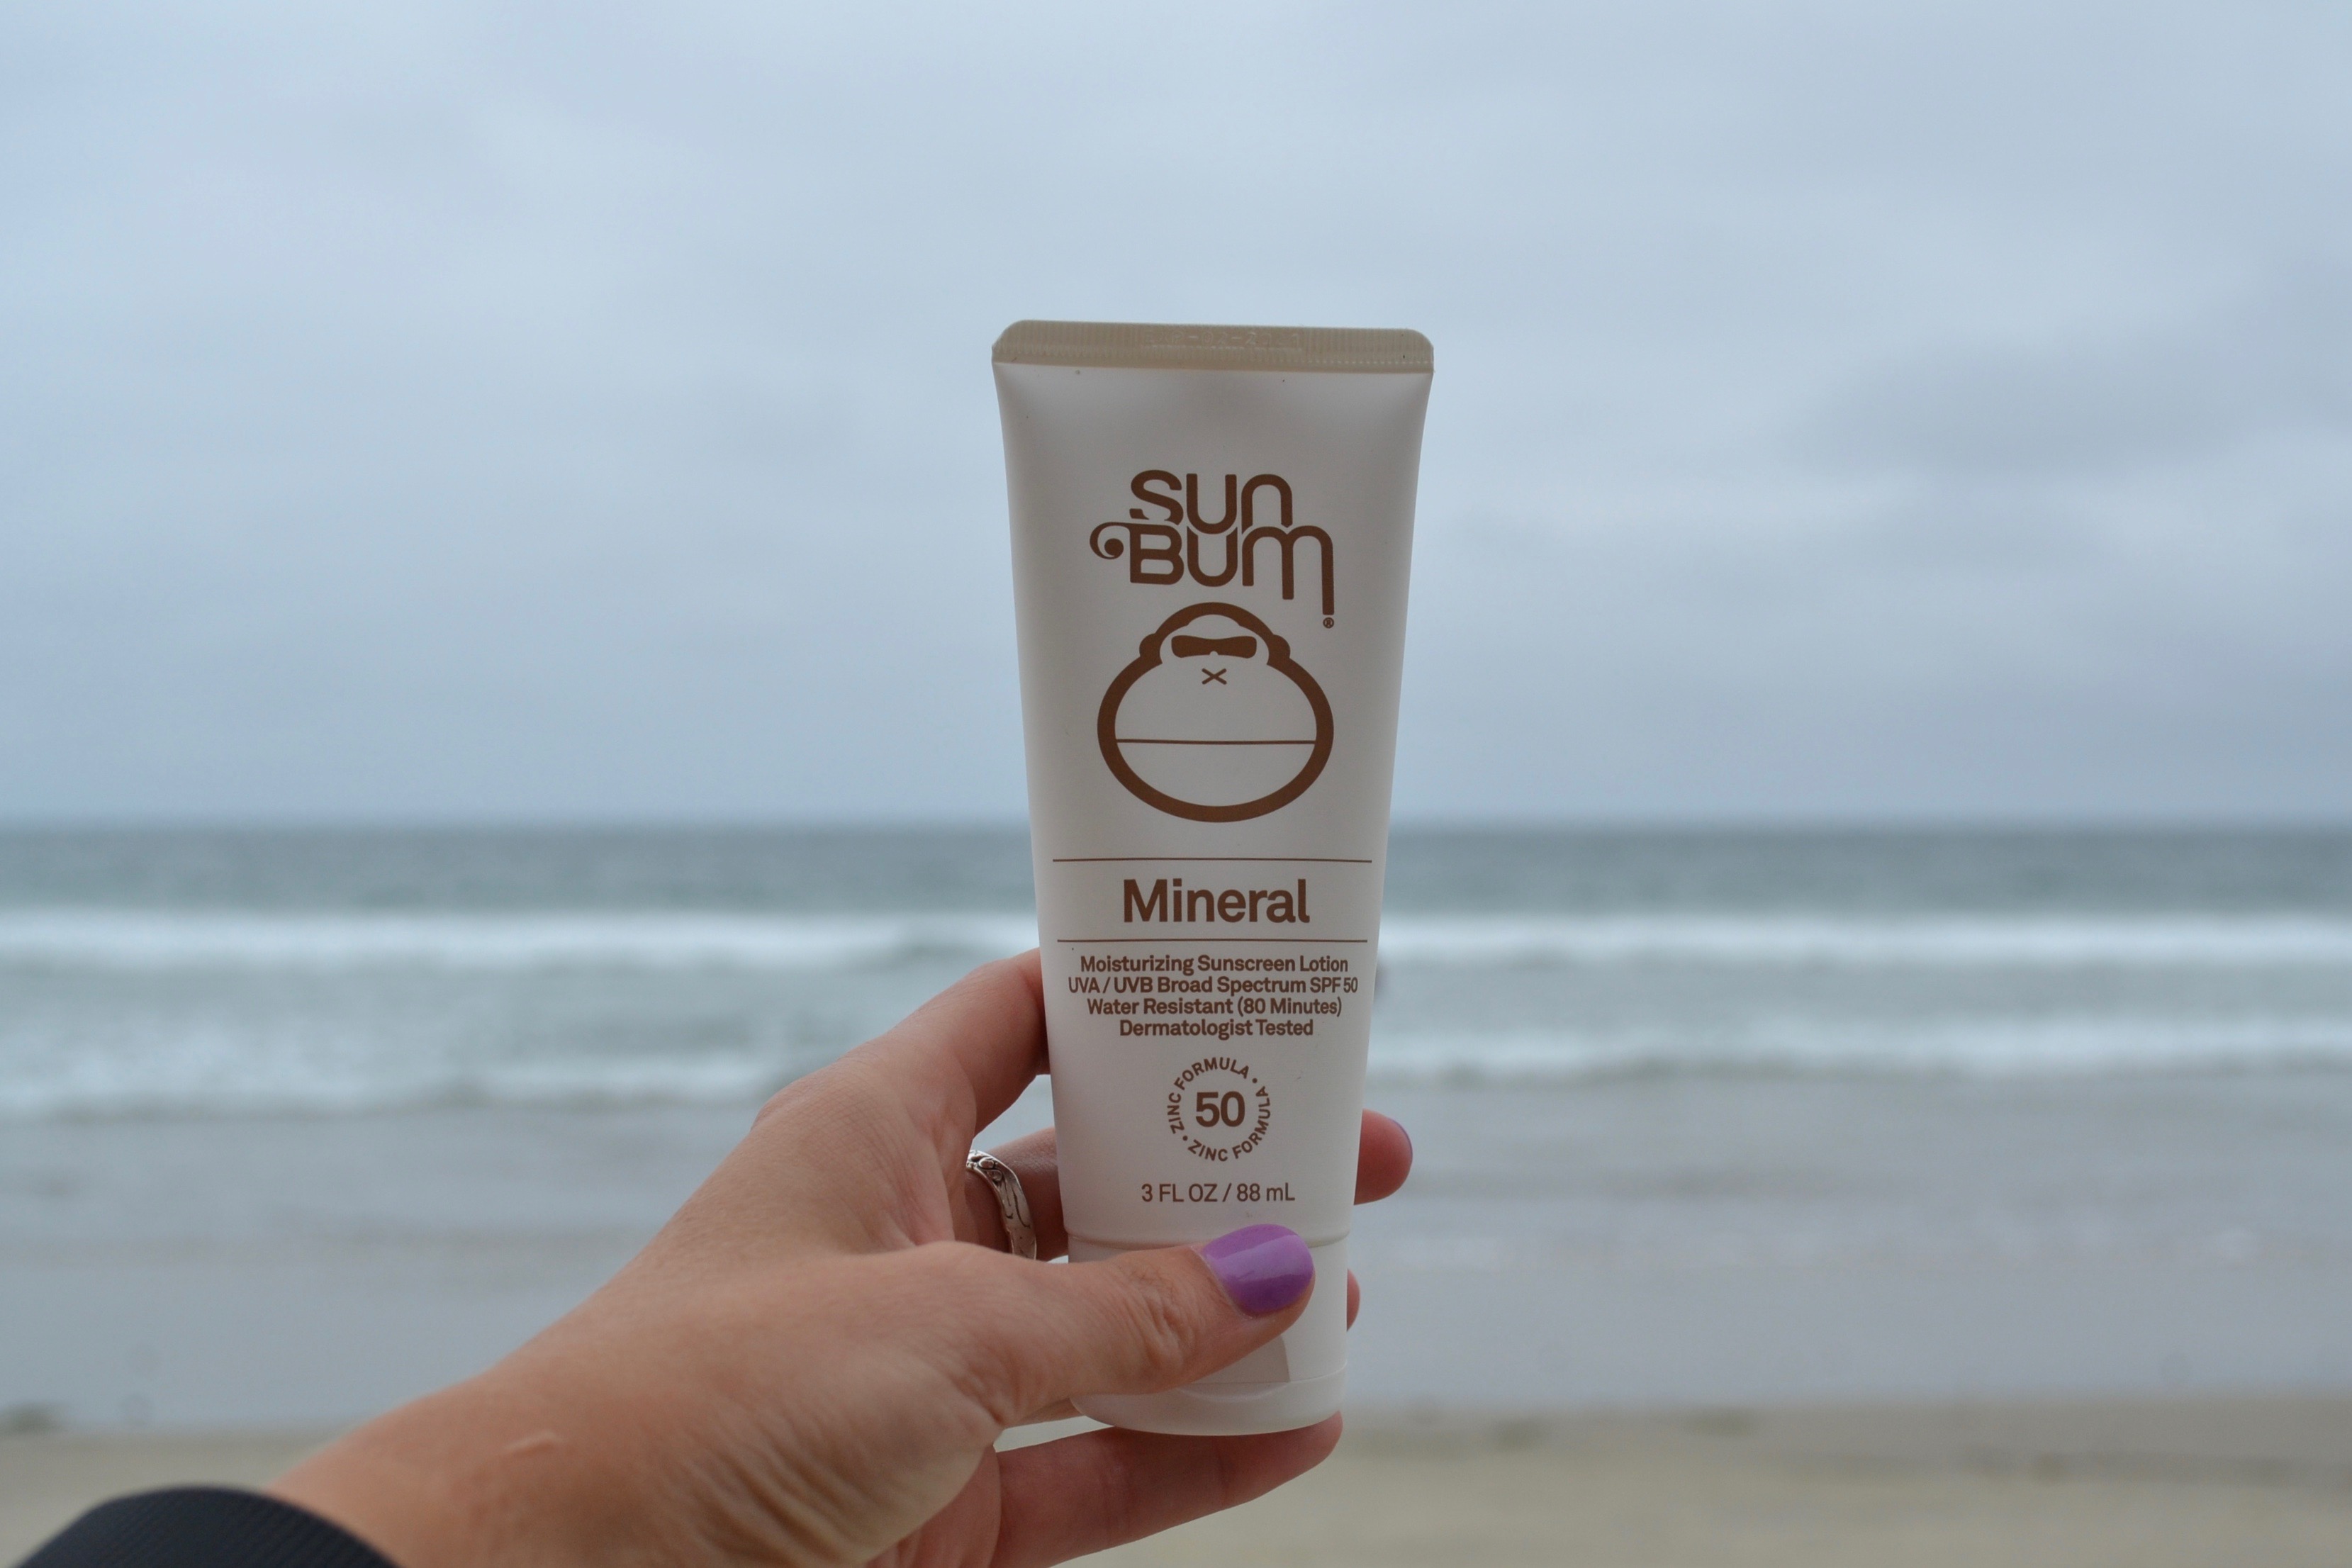 sun
Bum
®
Mineral
Moisturizing Sunscreen Lotion
UVA / UVB Broad Spectrum SPF 50
Water Resistant (80 Minutes)
Dermatologist Tested
ZINC FORMULA • ZINC FORMULA •
50
3 FL OZ / 88 mL